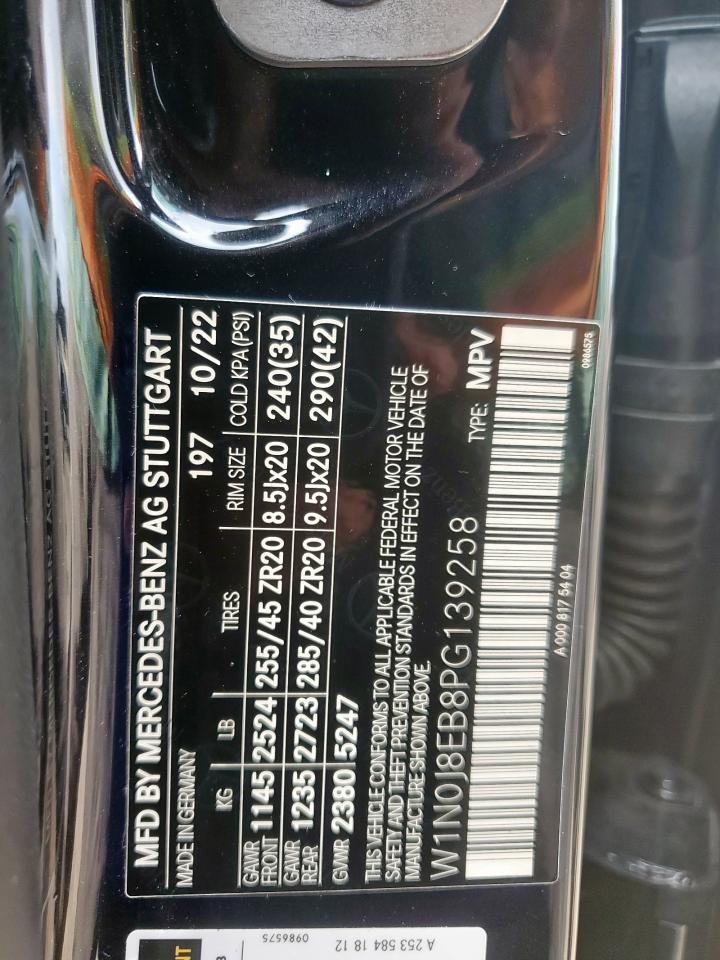 MFD BY MERCEDES-BENZ AG STUTTGART
MADE IN GERMANY 197 10/22
KG LB TIRES RIM SIZE COLD KPA(PSI)
GAWR FRONT 1145 2524 255/45 ZR20 8.5Jx20 240(35)
GAWR REAR 1235 2723 285/40 ZR20 9.5Jx20 290(42)
GVWR 2380 5247
THIS VEHICLE CONFORMS TO ALL APPLICABLE FEDERAL MOTOR VEHICLE
SAFETY AND THEFT PREVENTION STANDARDS IN EFFECT ON THE DATE OF
MANUFACTURE SHOWN ABOVE.
W1N0J8EB8PG139258 TYPE: MPV
A 000 817 54 04 0986575
A 253 584 18 12
0986575